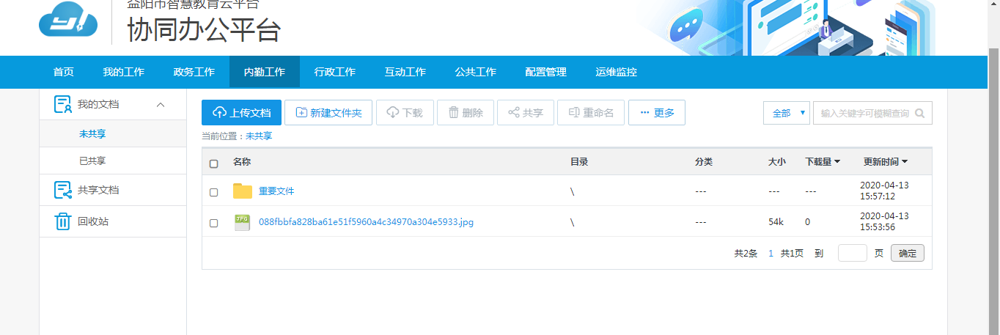 益阳市智慧教育云平台
协同办公平台
首页 我的工作 政务工作 内勤工作 行政工作 互动工作 公共工作 配置管理 运维监控
我的文档
未共享
已共享
共享文档
回收站
上传文档 新建文件夹 下载 删除 共享 重命名 ··· 更多
全部 输入关键字可模糊查询
当前位置：未共享
名称 目录 分类 大小 下载量 更新时间
重要文件 \ --- --- --- 2020-04-13
15:57:12
JPG 088fbbfa828ba61e51f5960a4c34970a304e5933.jpg \ --- 54k 0 2020-04-13
15:53:56
共2条 1 共1页 到 页 确定